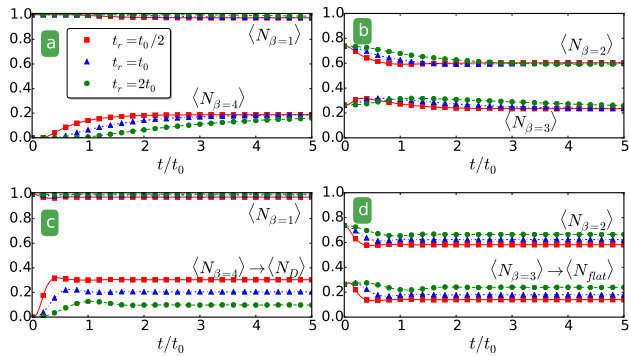 a
1.0
0.8
0.6
0.4
0.2
0.0
t_r = t_0/2
t_r = t_0
t_r = 2t_0
⟨N_{β=1}⟩
⟨N_{β=4}⟩
0 1 2 3 4 5
t/t_0
b
1.0
0.8
0.6
0.4
0.2
0.0
⟨N_{β=2}⟩
⟨N_{β=3}⟩
0 1 2 3 4 5
t/t_0
c
1.0
0.8
0.6
0.4
0.2
0.0
⟨N_{β=1}⟩
⟨N_{β=4}⟩→⟨N_D⟩
0 1 2 3 4 5
t/t_0
d
1.0
0.8
0.6
0.4
0.2
0.0
⟨N_{β=2}⟩
⟨N_{β=3}⟩→⟨N_{flat}⟩
0 1 2 3 4 5
t/t_0